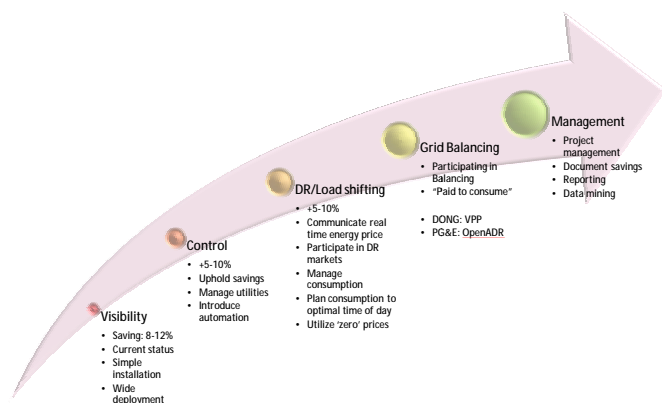 Visibility
• Saving: 8-12%
• Current status
• Simple
installation
• Wide
deployment
Control
• +5-10%
• Uphold savings
• Manage utilities
• Introduce
automation
DR/Load shifting
• +5-10%
• Communicate real
time energy price
• Participate in DR
markets
• Manage
consumption
• Plan consumption to
optimal time of day
• Utilize ‘zero’ prices
Grid Balancing
• Participating in
Balancing
• “Paid to consume”
• DONG: VPP
• PG&E: OpenADR
Management
• Project
management
• Document savings
• Reporting
• Data mining